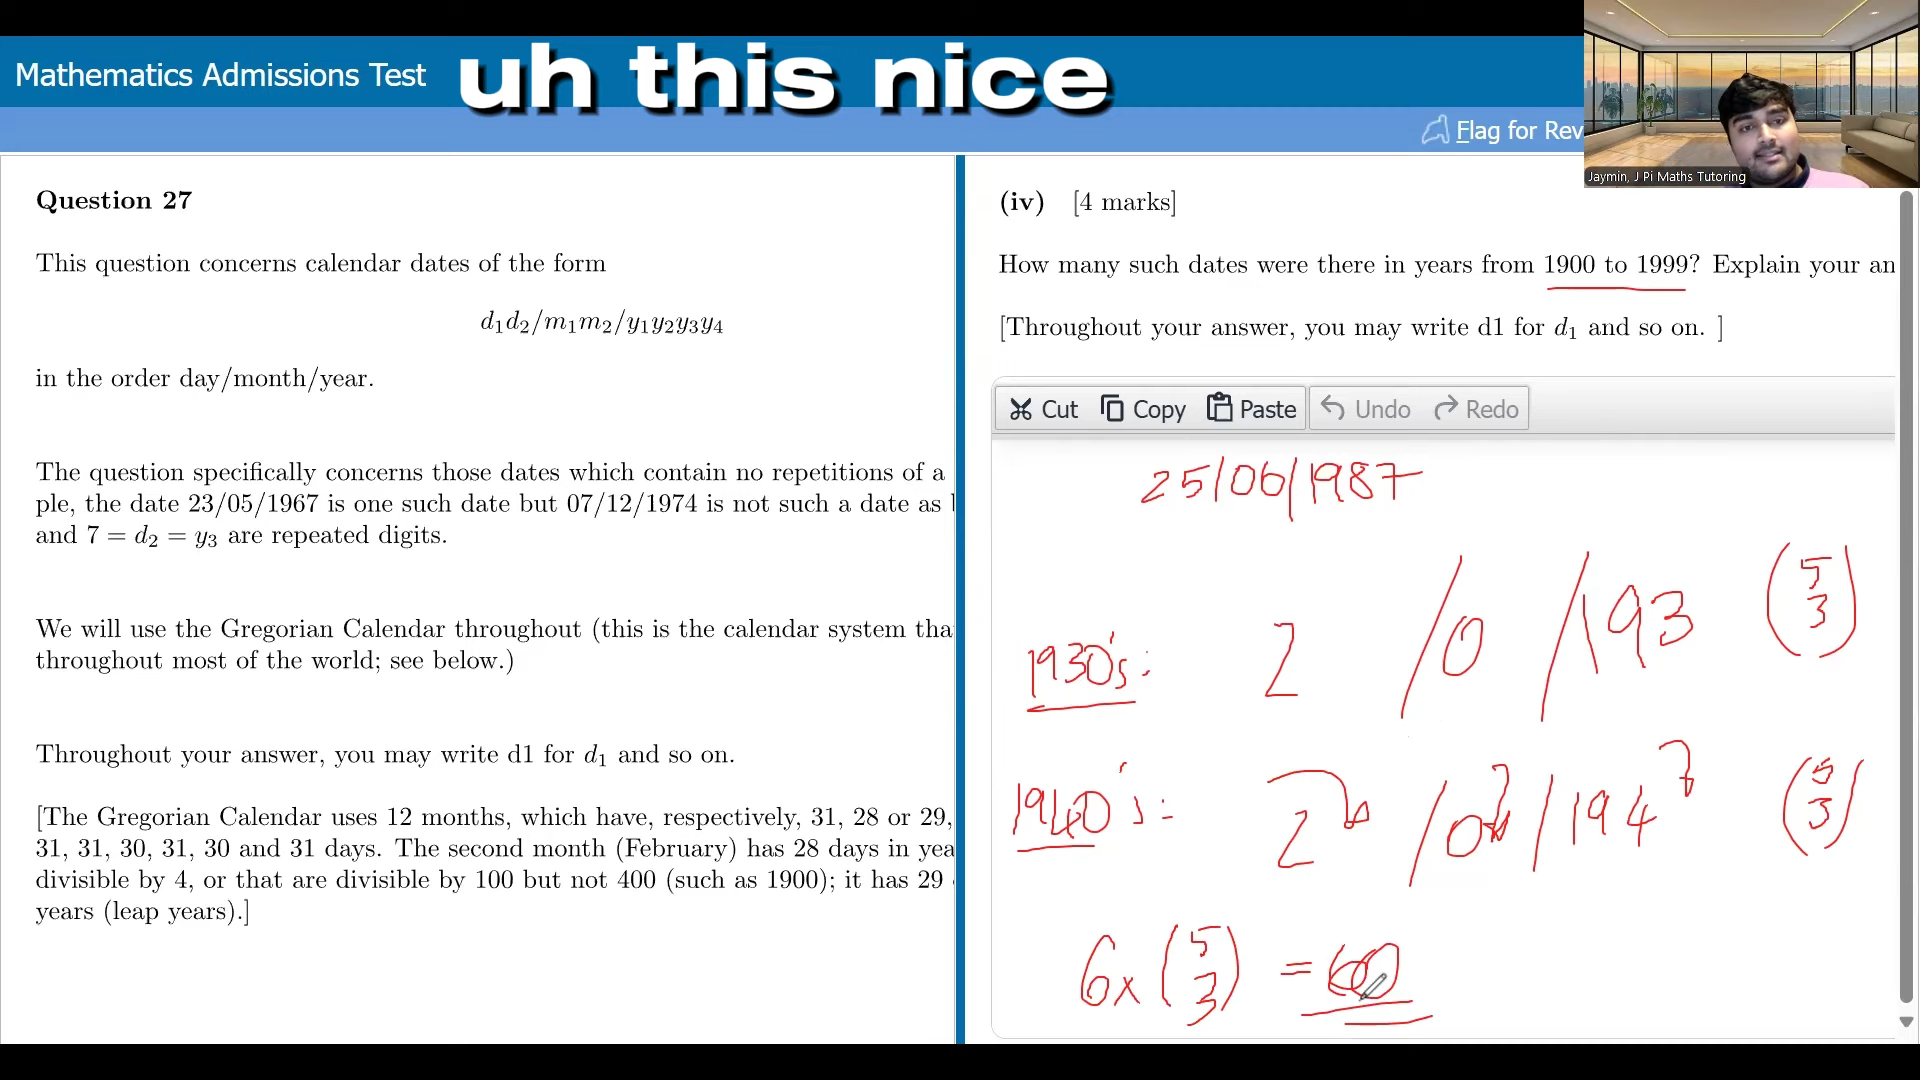 Mathematics Admissions Test
uh this nice
Flag for Rev
Jaymin, J Pi Maths Tutoring
Question 27
This question concerns calendar dates of the form
d₁d₂/m₁m₂/y₁y₂y₃y₄
in the order day/month/year.
The question specifically concerns those dates which contain no repetitions of a
ple, the date 23/05/1967 is one such date but 07/12/1974 is not such a date as
and 7 = d₂ = y₃ are repeated digits.
We will use the Gregorian Calendar throughout (this is the calendar system tha
throughout most of the world; see below.)
Throughout your answer, you may write d1 for d₁ and so on.
[The Gregorian Calendar uses 12 months, which have, respectively, 31, 28 or 29,
31, 31, 30, 31, 30 and 31 days. The second month (February) has 28 days in yea
divisible by 4, or that are divisible by 100 but not 400 (such as 1900); it has 29
years (leap years).]
(iv) [4 marks]
How many such dates were there in years from 1900 to 1999? Explain your an
[Throughout your answer, you may write d1 for d₁ and so on. ]
Cut Copy Paste Undo Redo
25/06/1987
1930's: 2 /0 /193 (5 3)
1940's: 2 /0 /194 (5 3)
6x (5 3) = 60